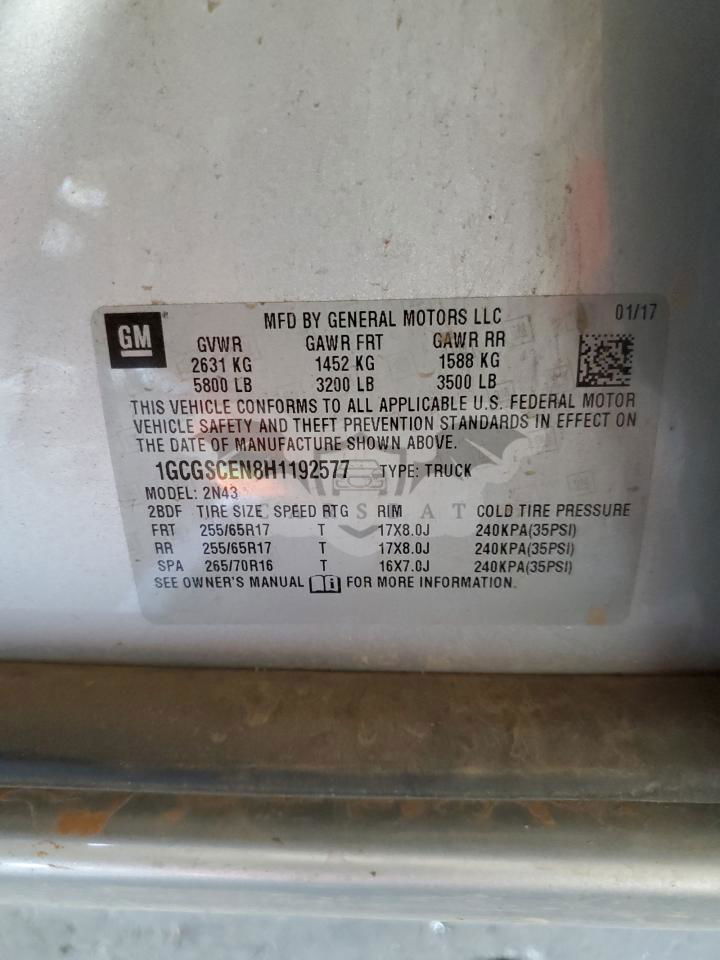 GM
MFD BY GENERAL MOTORS LLC 01/17
GVWR GAWR FRT GAWR RR
2631 KG 1452 KG 1588 KG
5800 LB 3200 LB 3500 LB
THIS VEHICLE CONFORMS TO ALL APPLICABLE U.S. FEDERAL MOTOR
VEHICLE SAFETY AND THEFT PREVENTION STANDARDS IN EFFECT ON
THE DATE OF MANUFACTURE SHOWN ABOVE.
1GCGSCEN8H1192577 TYPE: TRUCK
MODEL: 2N43
2BDF TIRE SIZE SPEED RTG RIM COLD TIRE PRESSURE
FRT 255/65R17 T 17X8.0J 240KPA(35PSI)
RR 255/65R17 T 17X8.0J 240KPA(35PSI)
SPA 265/70R16 T 16X7.0J 240KPA(35PSI)
SEE OWNER'S MANUAL FOR MORE INFORMATION.